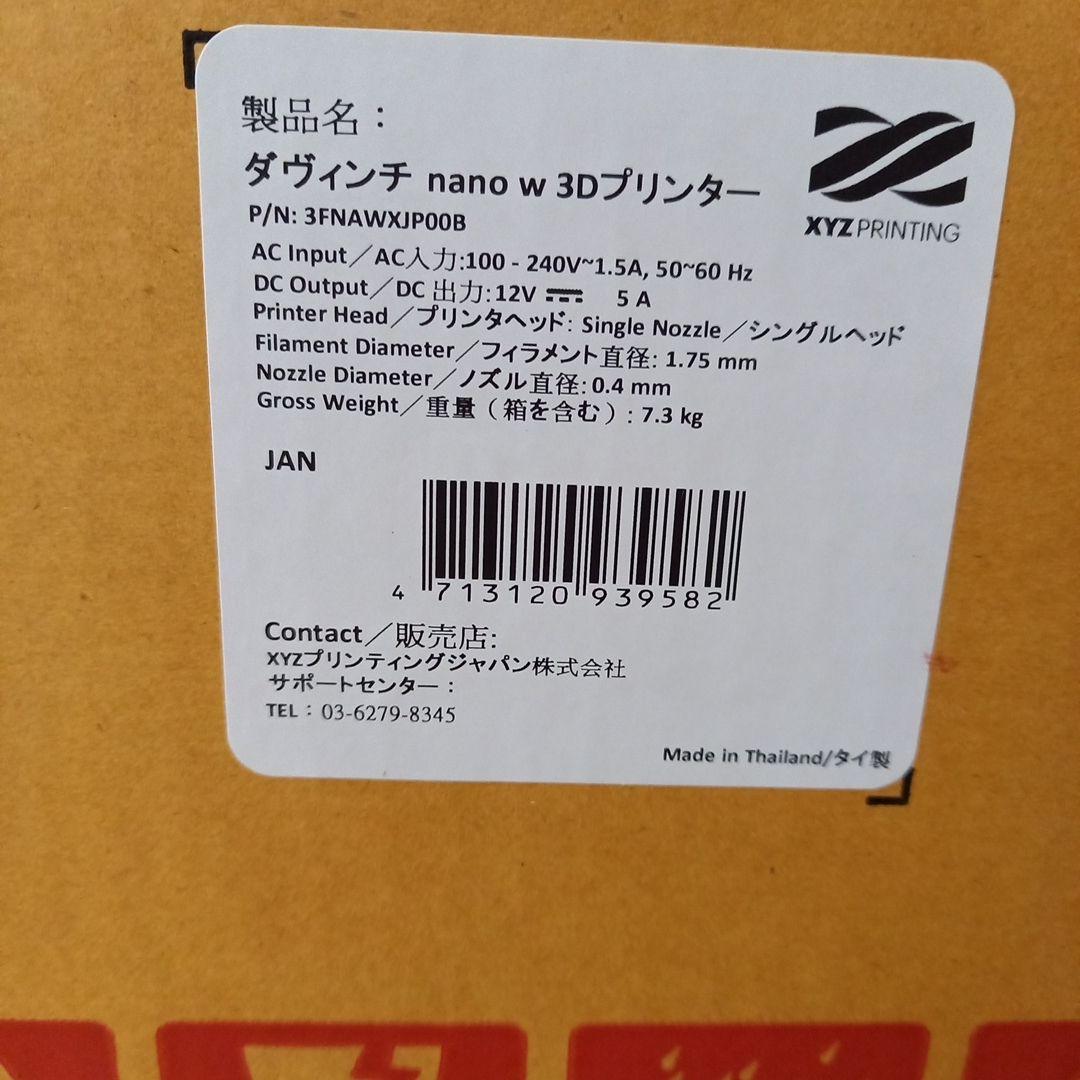 製品名：
ダヴィンチ nano w 3Dプリンター
XYZPRINTING
P/N: 3FNAWXJP00B
AC Input／AC入力:100 - 240V~1.5A, 50~60 Hz
DC Output／DC 出力:12V ⎓ 5 A
Printer Head／プリンタヘッド: Single Nozzle／シングルヘッド
Filament Diameter／フィラメント直径: 1.75 mm
Nozzle Diameter／ノズル直径: 0.4 mm
Gross Weight／重量（箱を含む）: 7.3 kg
JAN
4 713120 939582
Contact／販売店:
XYZプリンティングジャパン株式会社
サポートセンター：
TEL：03-6279-8345
Made in Thailand/タイ製